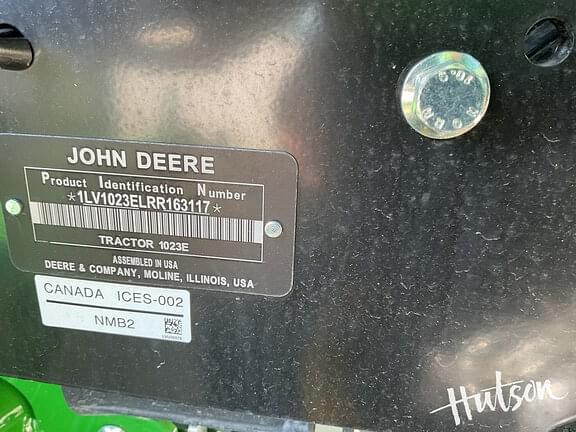 JOHN DEERE
Product Identification Number
*1LV1023ELRR163117*
TRACTOR 1023E
ASSEMBLED IN USA
DEERE & COMPANY, MOLINE, ILLINOIS, USA
CANADA ICES-002
NMB2
Hutson